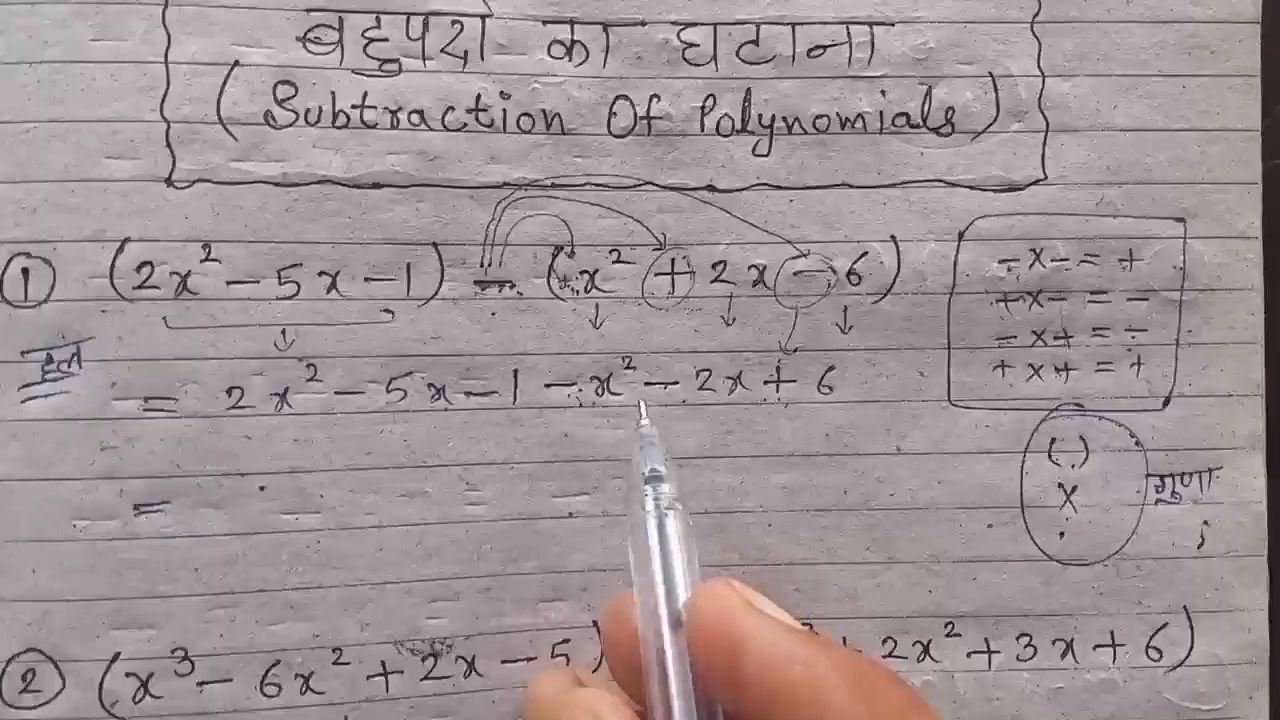 बहुपदो का घटाना
(Subtraction Of Polynomials)
① (2x² - 5x - 1) - (+x² + 2x - 6)
हल
= 2x² - 5x - 1 - x² - 2x + 6
=
- x - = +
+ x - = -
- x + = -
+ x + = +
(.)
x गुणा
.
;
② (x³ - 6x² + 2x - 5) 2x² + 3x + 6)